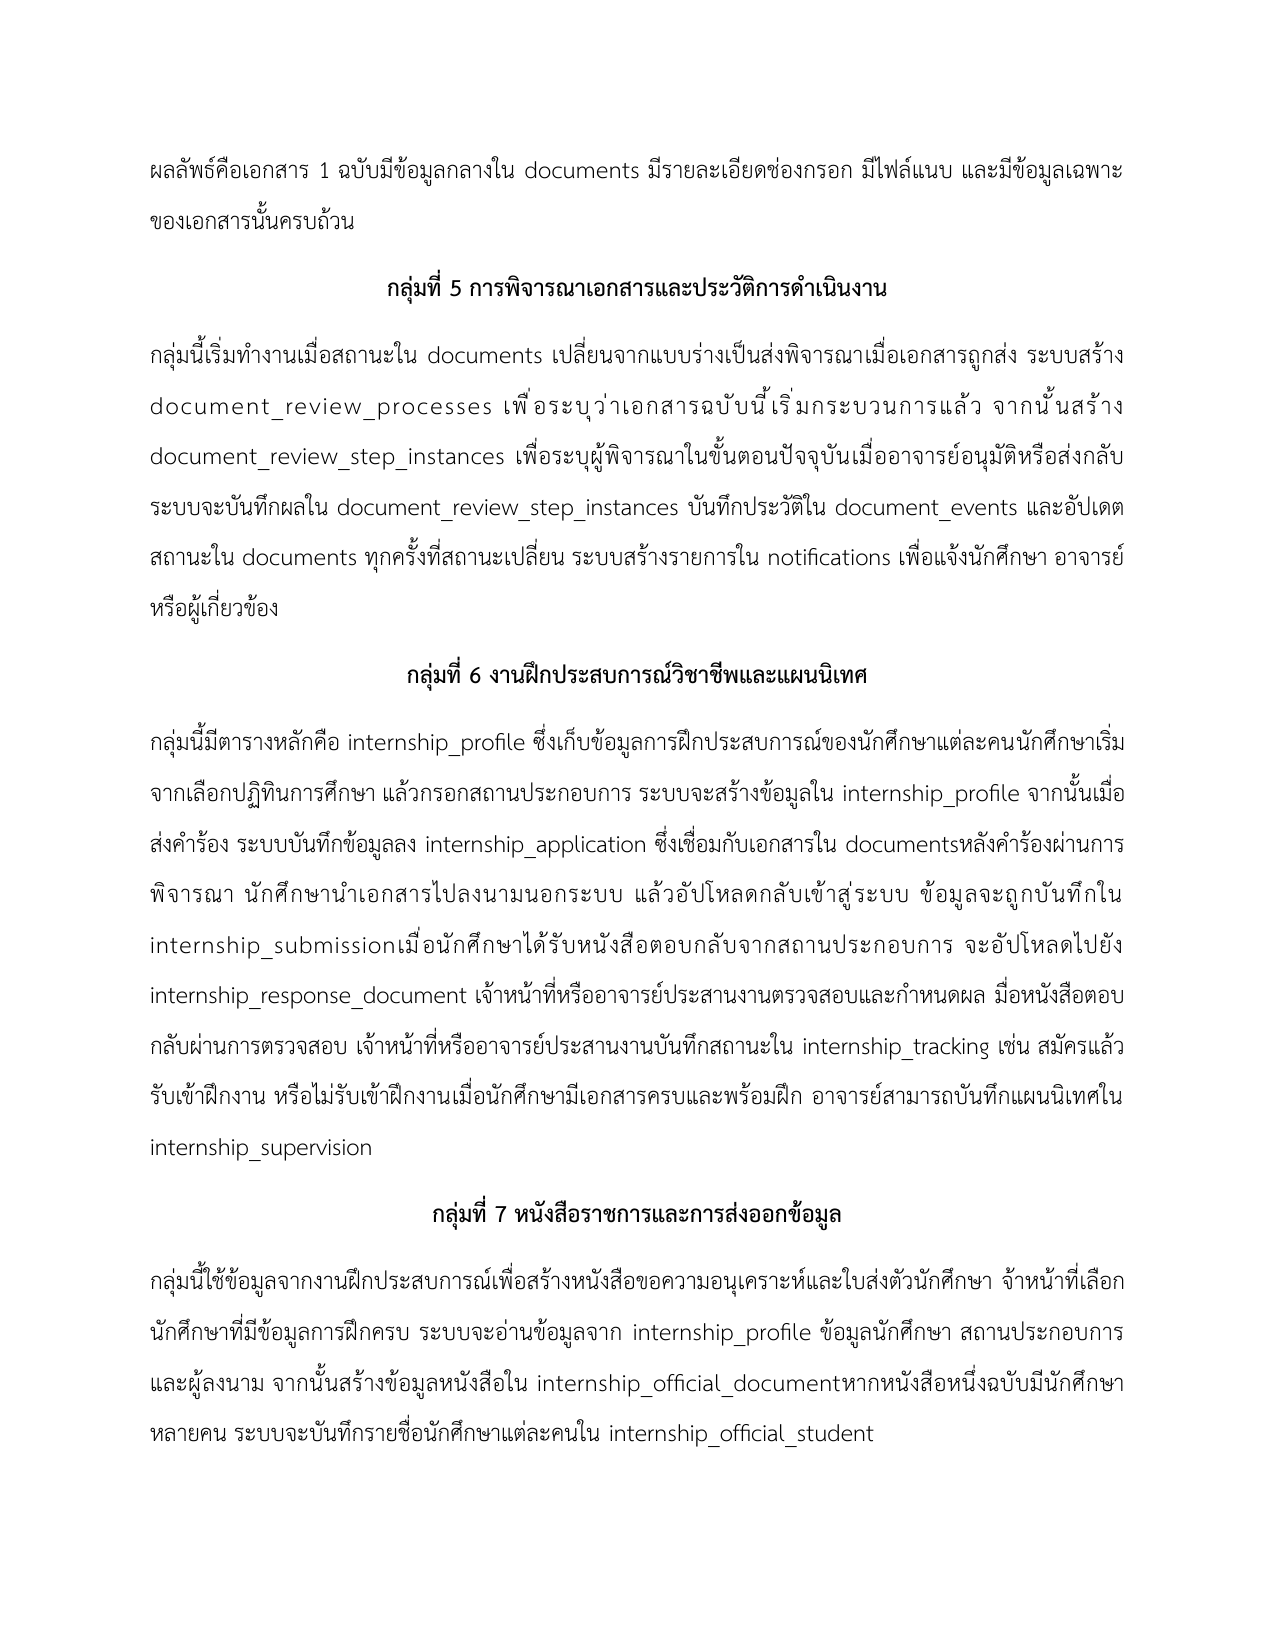 ผลลัพธ์คือเอกสาร 1 ฉบับมีข้อมูลกลางใน documents มีรายละเอียดช่องกรอก มีไฟล์แนบ และมีข้อมูลเฉพาะ
ของเอกสารนั้นครบถ้วน
กลุ่มที่ 5 การพิจารณาเอกสารและประวัติการดำเนินงาน
กลุ่มนี้เริ่มทำงานเมื่อสถานะใน documents เปลี่ยนจากแบบร่างเป็นส่งพิจารณาเมื่อเอกสารถูกส่ง ระบบสร้าง
document_review_processes เพื่อระบุว่าเอกสารฉบับนี้เริ่มกระบวนการแล้ว จากนั้นสร้าง
document_review_step_instances เพื่อระบุผู้พิจารณาในขั้นตอนปัจจุบันเมื่ออาจารย์อนุมัติหรือส่งกลับ
ระบบจะบันทึกผลใน document_review_step_instances บันทึกประวัติใน document_events และอัปเดต
สถานะใน documents ทุกครั้งที่สถานะเปลี่ยน ระบบสร้างรายการใน notifications เพื่อแจ้งนักศึกษา อาจารย์
หรือผู้เกี่ยวข้อง
กลุ่มที่ 6 งานฝึกประสบการณ์วิชาชีพและแผนนิเทศ
กลุ่มนี้มีตารางหลักคือ internship_profile ซึ่งเก็บข้อมูลการฝึกประสบการณ์ของนักศึกษาแต่ละคนนักศึกษาเริ่ม
จากเลือกปฏิทินการศึกษา แล้วกรอกสถานประกอบการ ระบบจะสร้างข้อมูลใน internship_profile จากนั้นเมื่อ
ส่งคำร้อง ระบบบันทึกข้อมูลลง internship_application ซึ่งเชื่อมกับเอกสารใน documentsหลังคำร้องผ่านการ
พิจารณา นักศึกษานำเอกสารไปลงนามนอกระบบ แล้วอัปโหลดกลับเข้าสู่ระบบ ข้อมูลจะถูกบันทึกใน
internship_submissionเมื่อนักศึกษาได้รับหนังสือตอบกลับจากสถานประกอบการ จะอัปโหลดไปยัง
internship_response_document เจ้าหน้าที่หรืออาจารย์ประสานงานตรวจสอบและกำหนดผล มื่อหนังสือตอบ
กลับผ่านการตรวจสอบ เจ้าหน้าที่หรืออาจารย์ประสานงานบันทึกสถานะใน internship_tracking เช่น สมัครแล้ว
รับเข้าฝึกงาน หรือไม่รับเข้าฝึกงานเมื่อนักศึกษามีเอกสารครบและพร้อมฝึก อาจารย์สามารถบันทึกแผนนิเทศใน
internship_supervision
กลุ่มที่ 7 หนังสือราชการและการส่งออกข้อมูล
กลุ่มนี้ใช้ข้อมูลจากงานฝึกประสบการณ์เพื่อสร้างหนังสือขอความอนุเคราะห์และใบส่งตัวนักศึกษา จ้าหน้าที่เลือก
นักศึกษาที่มีข้อมูลการฝึกครบ ระบบจะอ่านข้อมูลจาก internship_profile ข้อมูลนักศึกษา สถานประกอบการ
และผู้ลงนาม จากนั้นสร้างข้อมูลหนังสือใน internship_official_documentหากหนังสือหนึ่งฉบับมีนักศึกษา
หลายคน ระบบจะบันทึกรายชื่อนักศึกษาแต่ละคนใน internship_official_student